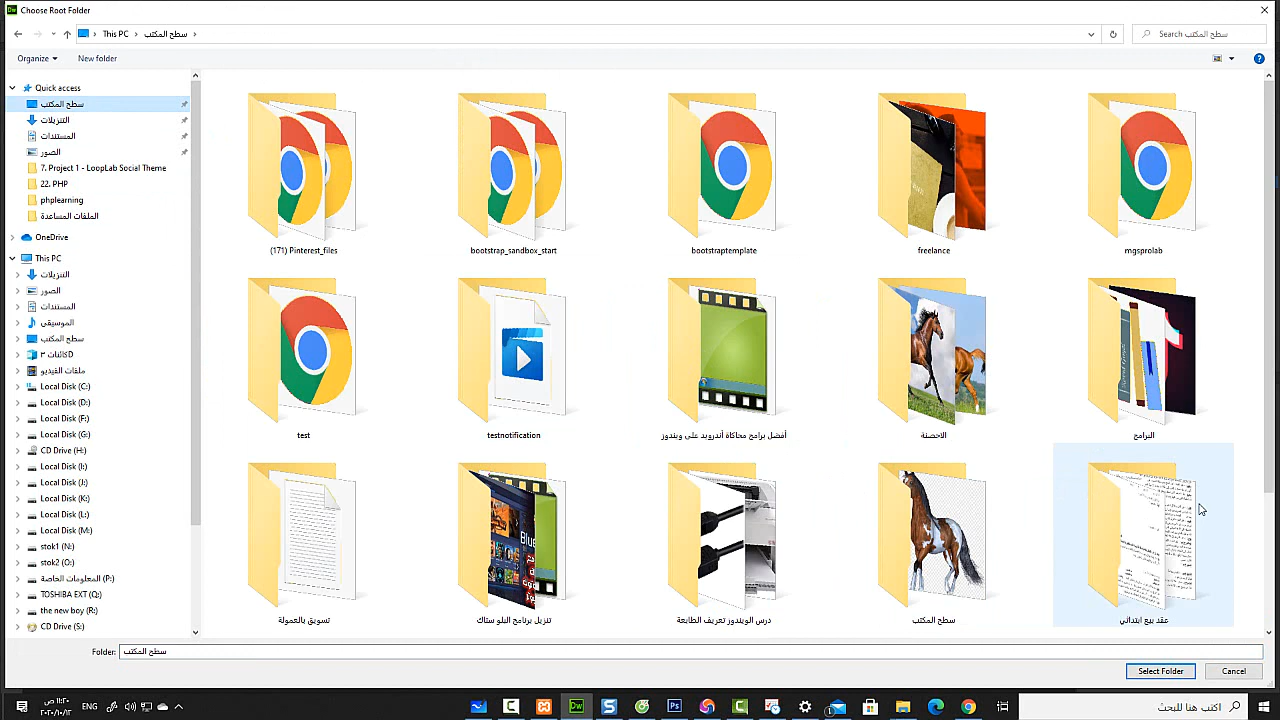 Choose Root Folder
This PC
سطح المكتب
Search سطح المكتب
Organize
New folder
Quick access
سطح المكتب
التنزيلات
المستندات
الصور
7. Project 1 - LoopLab Social Theme
22. PHP
phplearning
الملفات المساعدة
OneDrive
This PC
التنزيلات
الصور
المستندات
الموسيقى
سطح المكتب
كائنات ٣D
ملفات الفيديو
Local Disk (C:)
Local Disk (D:)
Local Disk (F:)
Local Disk (G:)
CD Drive (H:)
Local Disk (I:)
Local Disk (J:)
Local Disk (K:)
Local Disk (L:)
Local Disk (M:)
stok1 (N:)
stok2 (O:)
المعلومات الخاصة (P:)
TOSHIBA EXT (Q:)
the new boy (R:)
CD Drive (S:)
(171) Pinterest_files
bootstrap_sandbox_start
bootstraptemplate
freelance
mgsprolab
test
testnotification
أفضل برامج محاكاة أندرويد على ويندوز
الاحصنة
البرامج
تسويق بالعمولة
تنزيل برنامج البلو ستاك
درس الويندوز تعريف الطابعة
سطح المكتب
عقد بيع ابتدائي
Folder:
سطح المكتب
Select Folder
Cancel
ENG
اكتب هنا للبحث